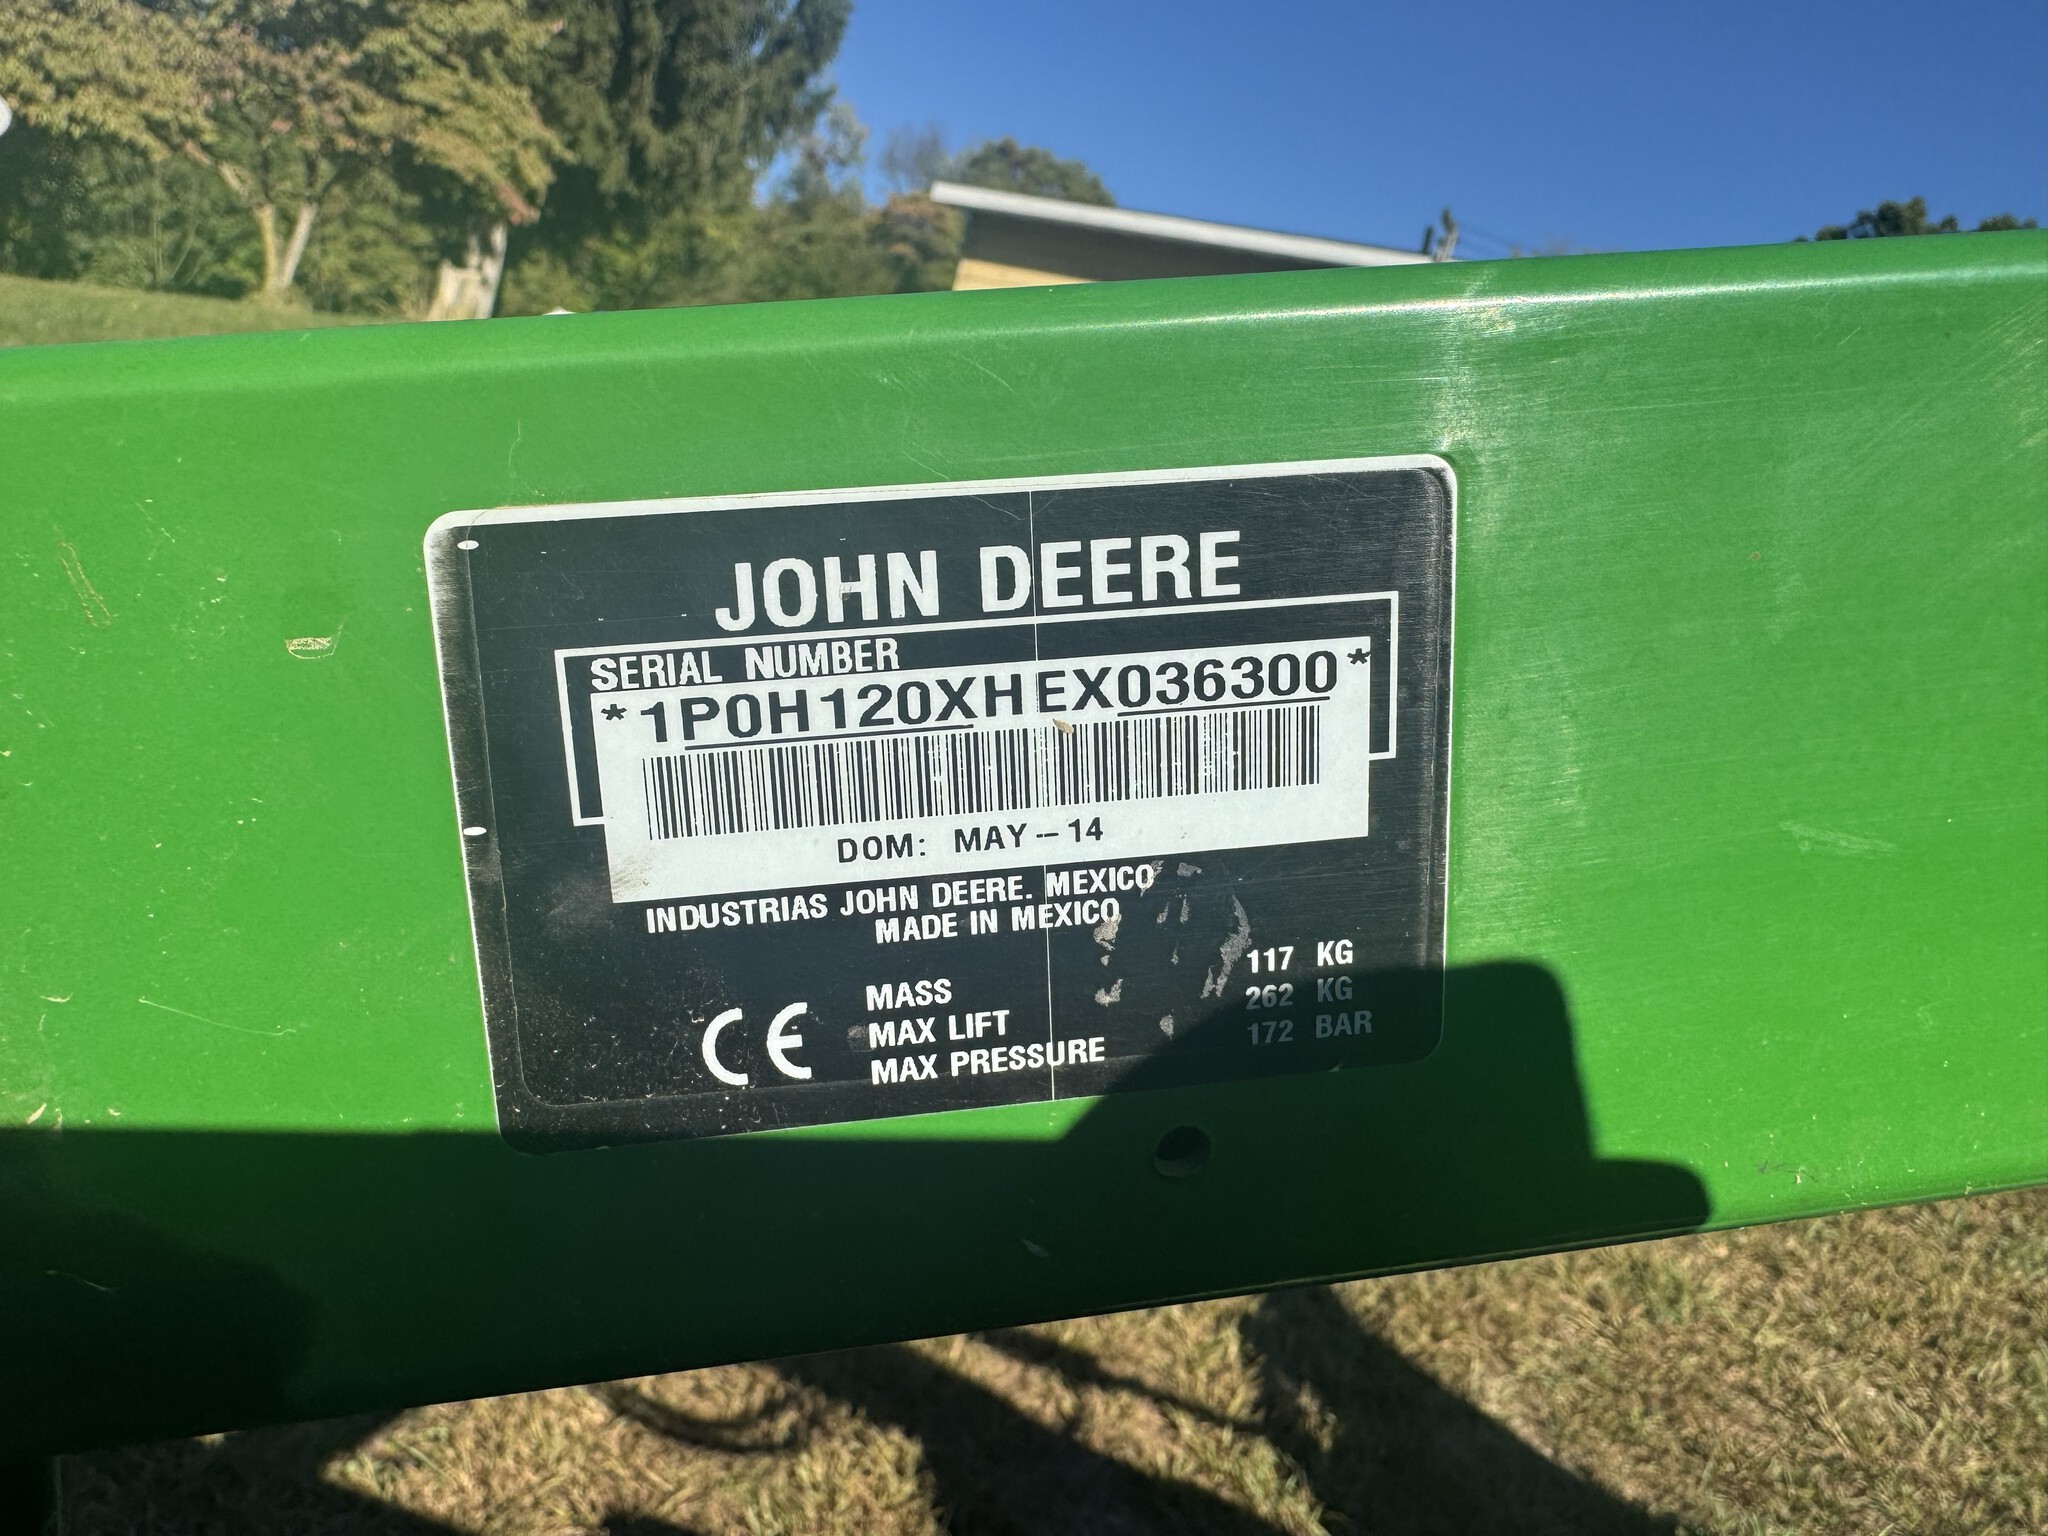 JOHN DEERE
SERIAL NUMBER
*1P0H120XHEX036300*
DOM: MAY-14
INDUSTRIAS JOHN DEERE. MEXICO
MADE IN MEXICO
CE
MASS 117 KG
MAX LIFT 262 KG
MAX PRESSURE 172 BAR